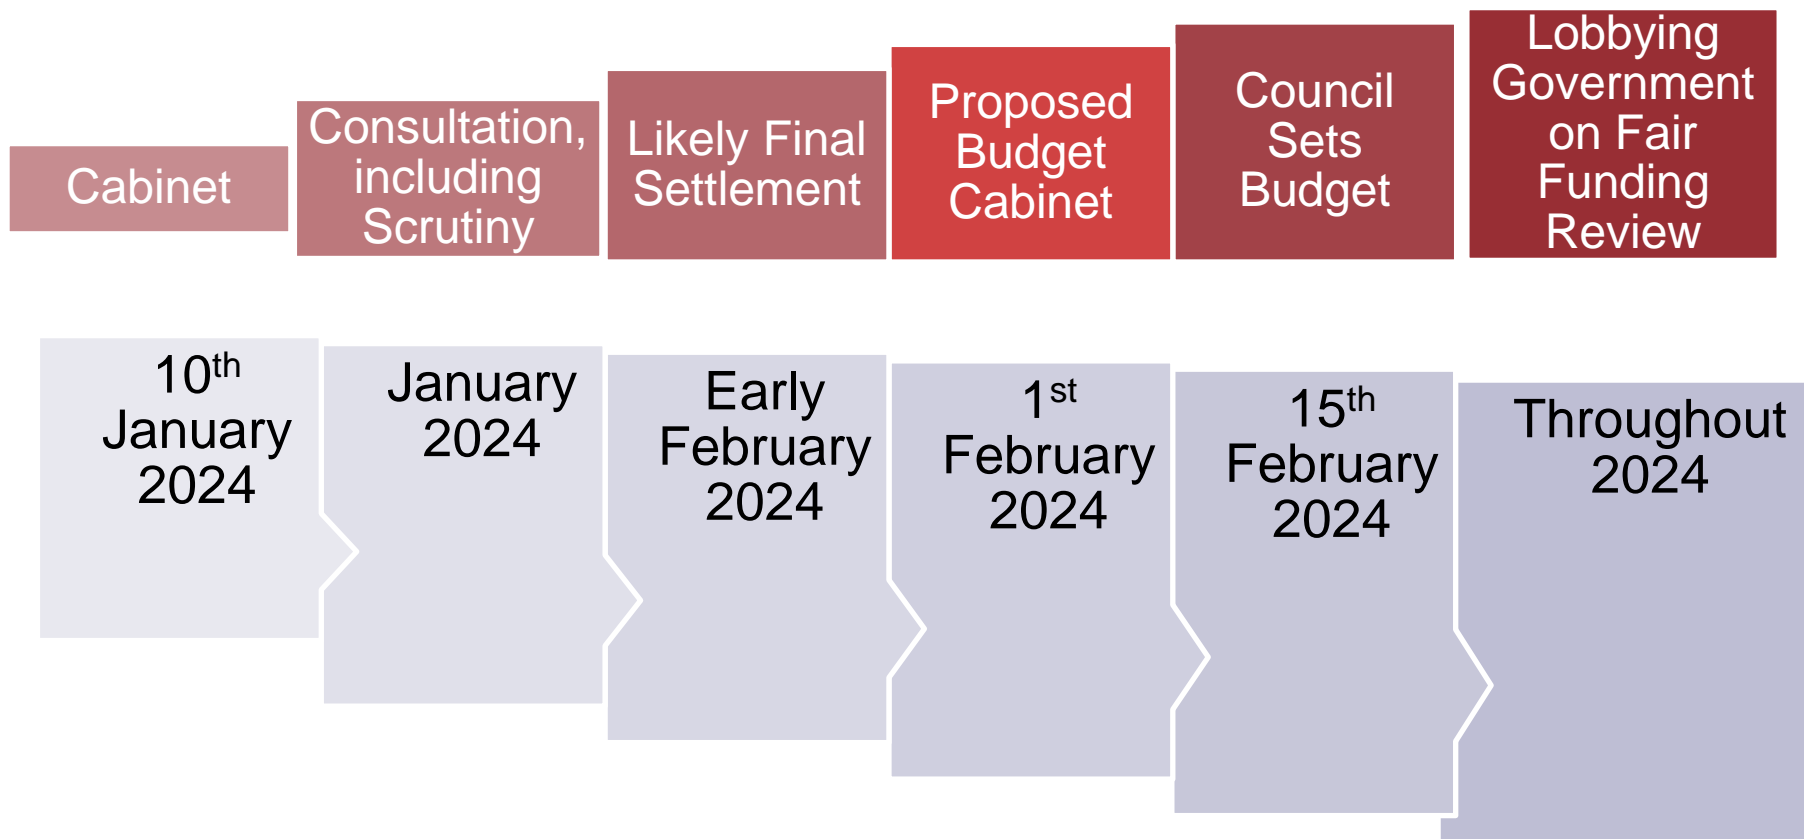 Cabinet
Consultation,
including
Scrutiny
Likely Final
Settlement
Proposed
Budget
Cabinet
Council
Sets
Budget
Lobbying
Government
on Fair
Funding
Review
10th
January
2024
January
2024
Early
February
2024
1st
February
2024
15th
February
2024
Throughout
2024